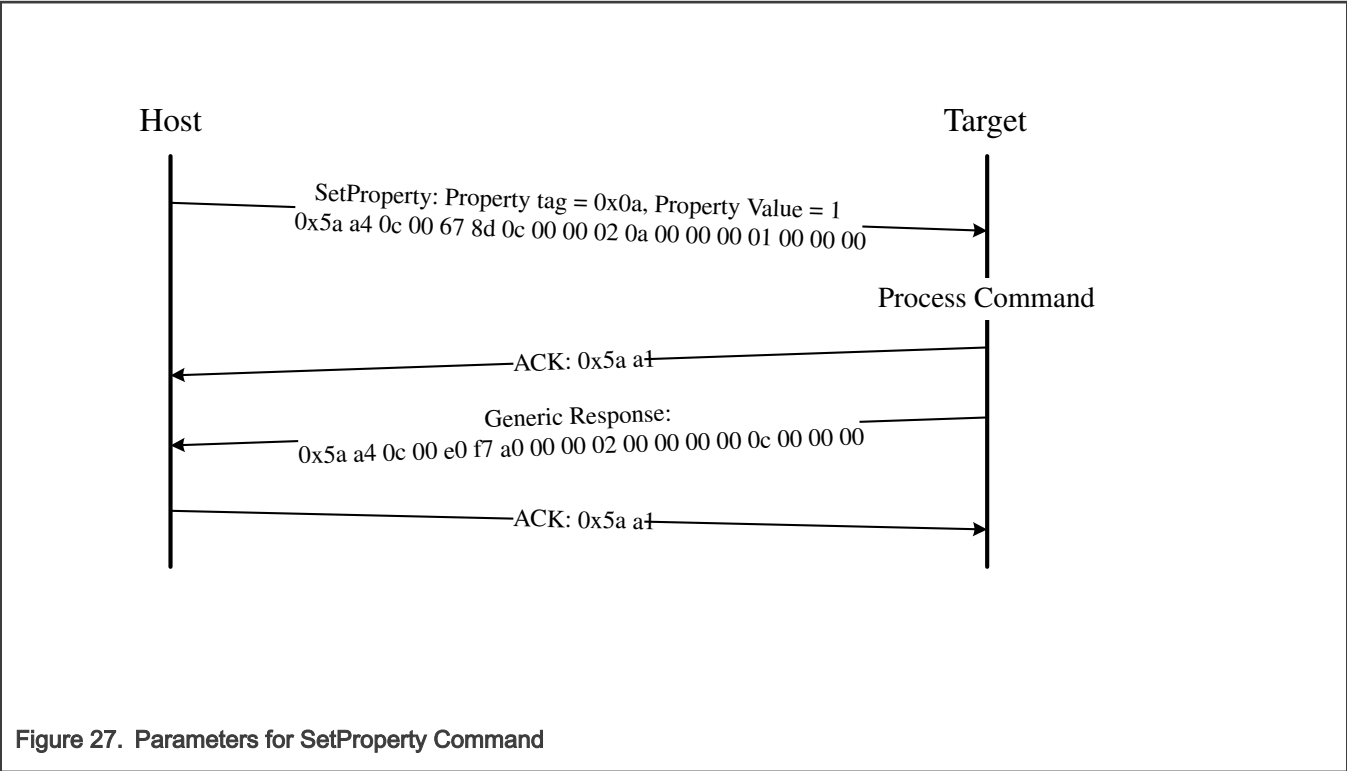 Host
Target
SetProperty: Property tag = 0x0a, Property Value = 1
0x5a a4 0c 00 67 8d 0c 00 00 02 0a 00 00 00 01 00 00 00
Process Command
ACK: 0x5a a1
Generic Response:
0x5a a4 0c 00 e0 f7 a0 00 00 02 00 00 00 00 0c 00 00 00
ACK: 0x5a a1
Figure 27. Parameters for SetProperty Command